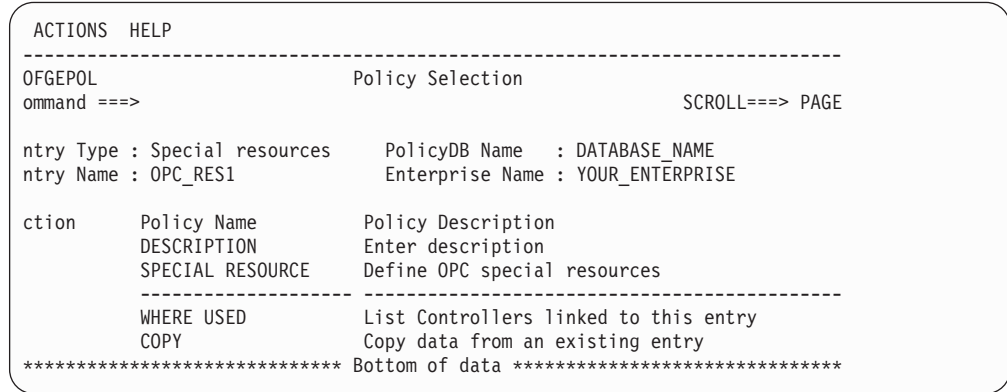 ACTIONS HELP
------------------------------------------------------------------------------
OFGEPOL Policy Selection
ommand ===> SCROLL===> PAGE
ntry Type : Special resources PolicyDB Name : DATABASE_NAME
ntry Name : OPC_RES1 Enterprise Name : YOUR_ENTERPRISE
ction Policy Name Policy Description
DESCRIPTION Enter description
SPECIAL RESOURCE Define OPC special resources
-------------------- ---------------------------------------------
WHERE USED List Controllers linked to this entry
COPY Copy data from an existing entry
****************************** Bottom of data *******************************